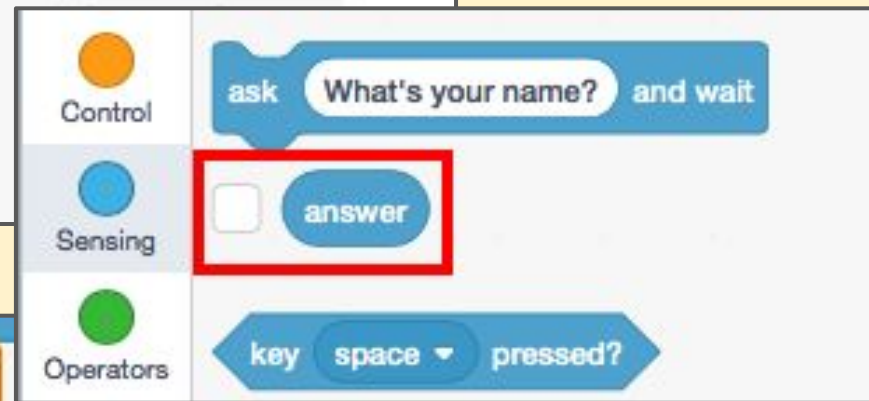 Control
ask What's your name? and wait
Sensing
answer
Operators
key space pressed?